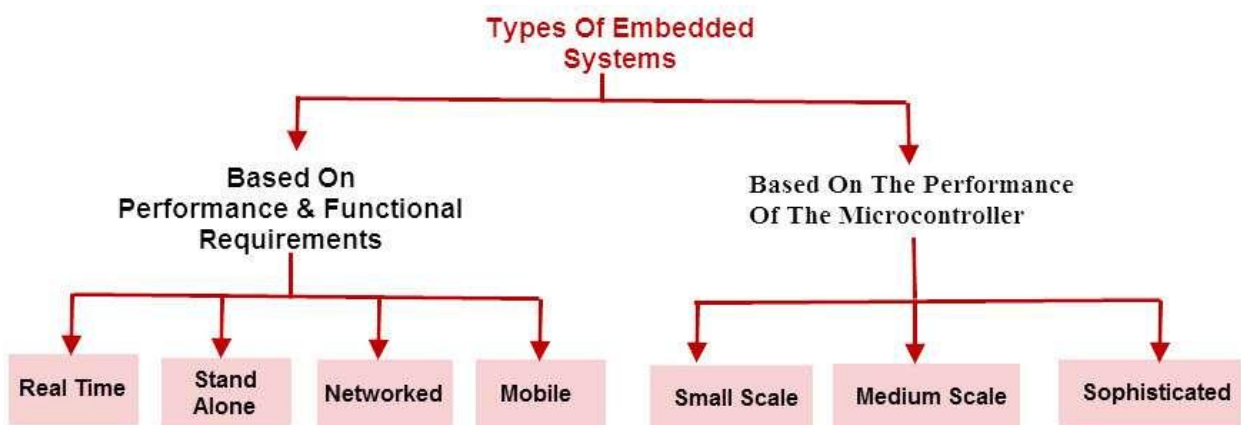 Types Of Embedded
Systems
Based On
Performance & Functional
Requirements
Based On The Performance
Of The Microcontroller
Real Time
Stand
Alone
Networked
Mobile
Small Scale
Medium Scale
Sophisticated